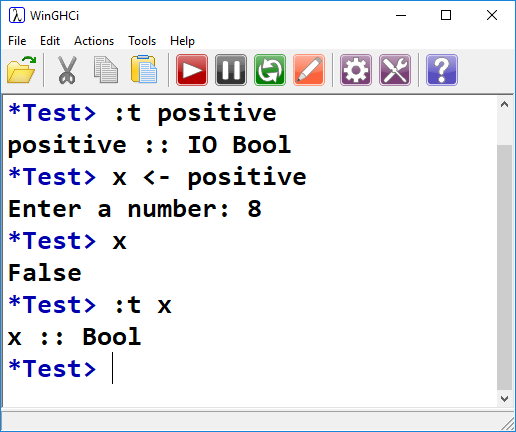 WinGHCi
File Edit Actions Tools Help
*Test> :t positive
positive :: IO Bool
*Test> x <- positive
Enter a number: 8
*Test> x
False
*Test> :t x
x :: Bool
*Test>